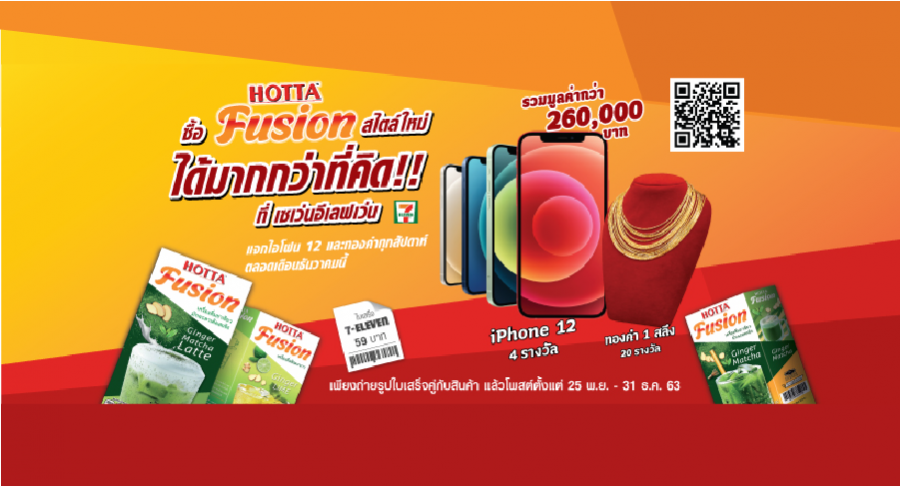 HOTTA
ซื้อ Fusion สไตล์ใหม่
ได้มากกว่าที่คิด!!
ที่ เซเว่นอีเลฟเว่น
แจกไอโฟน 12 และทองคำทุกสัปดาห์
ตลอดเดือนธันวาคมนี้
รวมมูลค่ากว่า
260,000
บาท
iPhone 12
4 รางวัล
ทองคำ 1 สลึง
20 รางวัล
ใบเสร็จ
7-ELEVEN
59 บาท
เพียงถ่ายรูปใบเสร็จคู่กับสินค้า แล้วโพสต์ตั้งแต่ 25 พ.ย. - 31 ธ.ค. 63
HOTTA
Fusion
Ginger
Matcha
Latte
HOTTA
Fusion
Ginger
HOTTA
Fusion
Ginger
Matcha
Ginger
Matcha